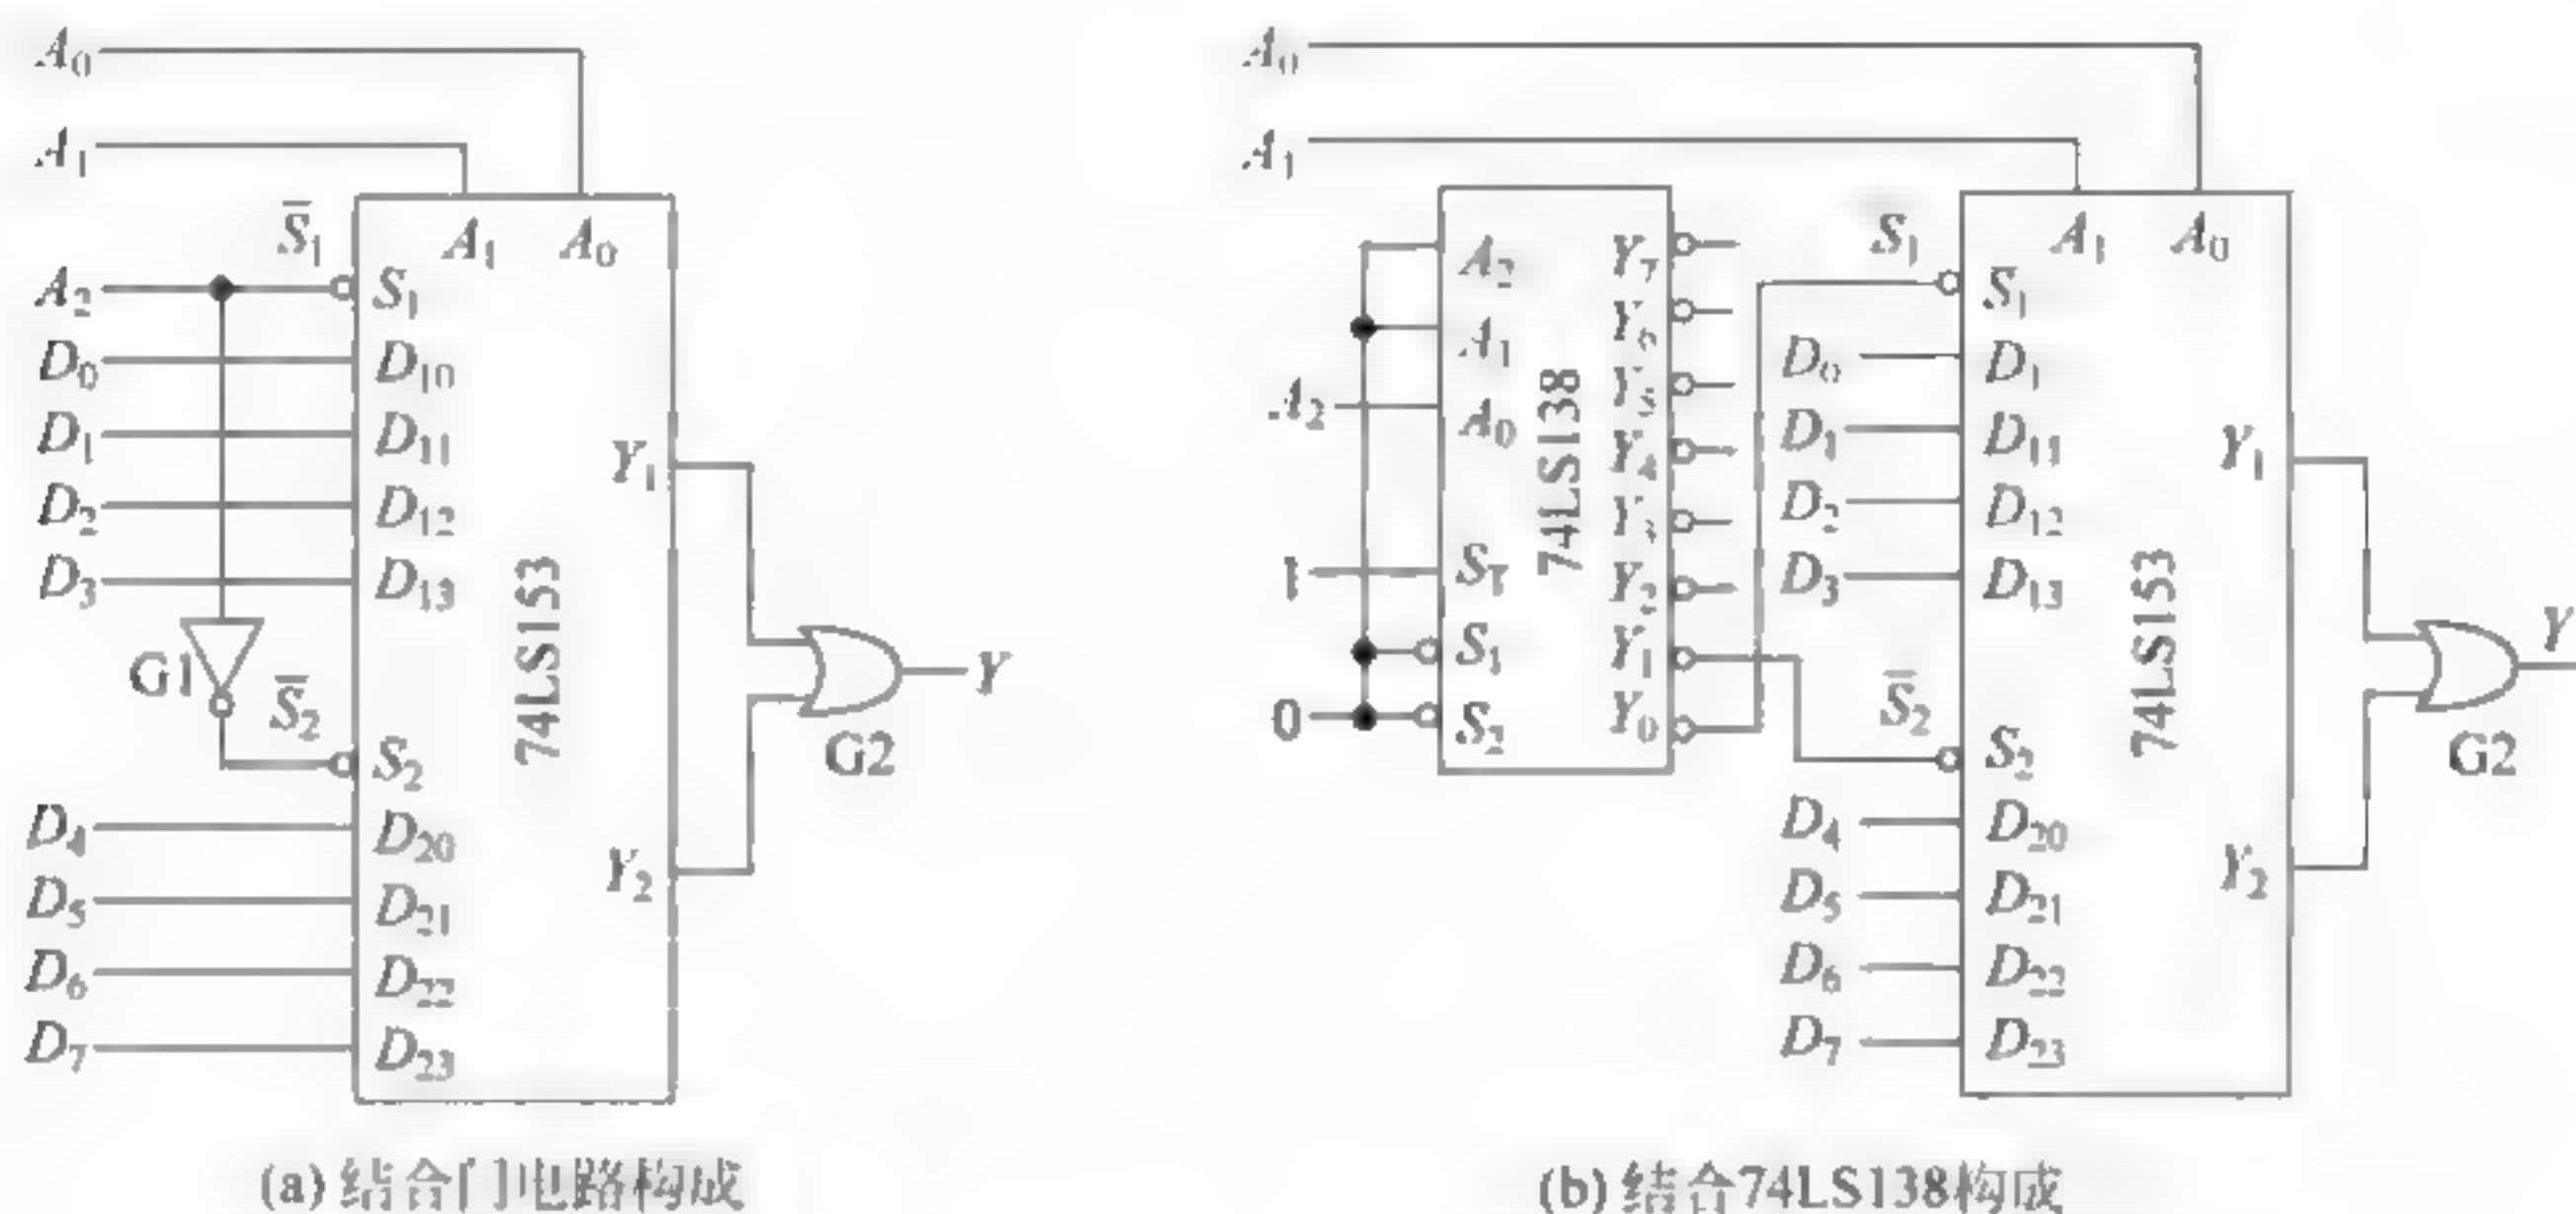 A₀
A₁
S̄₁
A₁ A₀
A₂ S₁
D₀ D₁₀
D₁ D₁₁
D₂ D₁₂
D₃ D₁₃
Y₁
74LS153
G1
S̄₂
S₂
Y
G2
D₄ D₂₀
Y₂
D₅ D₂₁
D₆ D₂₂
D₇ D₂₃
(a) 结合门电路构成
A₀
A₁
A₂ Y₇
A₁ Y₆
A₂ A₀ Y₅
Y₄
Y₃
1 Y₂
S₁ Y₁
0 S₂ Y₀
74LS138
S₁
A₁ A₀
S₁
D₀ D₁
D₁ D₁₁
D₂ D₁₂
D₃ D₁₃
Y₁
74LS153
S̄₂
S₂
Y
G2
D₄ D₂₀
Y₂
D₅ D₂₁
D₆ D₂₂
D₇ D₂₃
(b) 结合74LS138构成